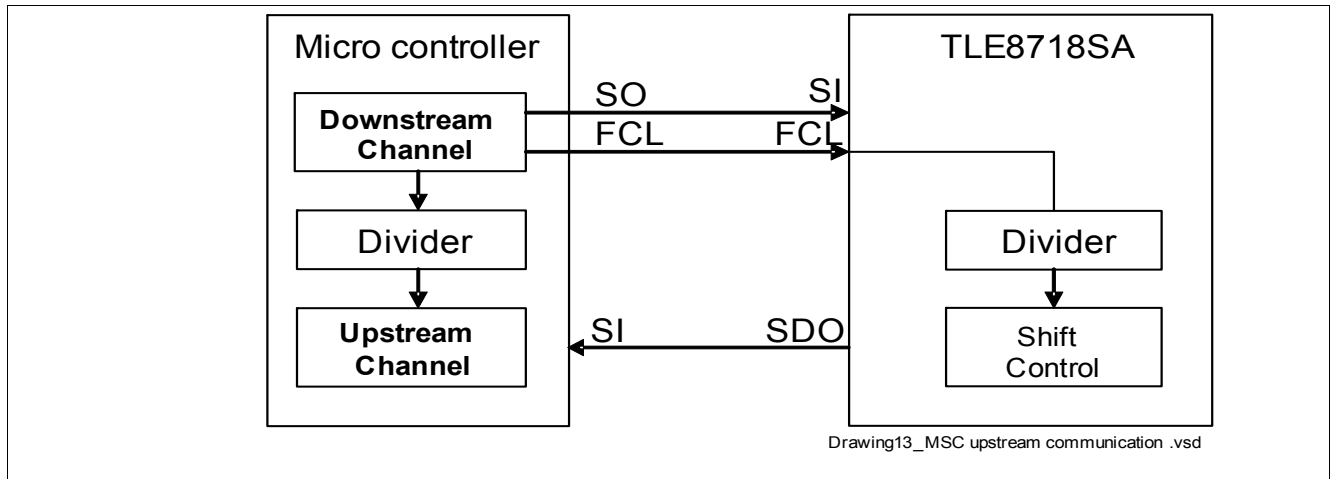 Micro controller
TLE8718SA
SO
SI
Downstream
Channel
FCL
FCL
Divider
Divider
Upstream
Channel
SI
SDO
Shift
Control
Drawing13_MSC upstream communication .vsd